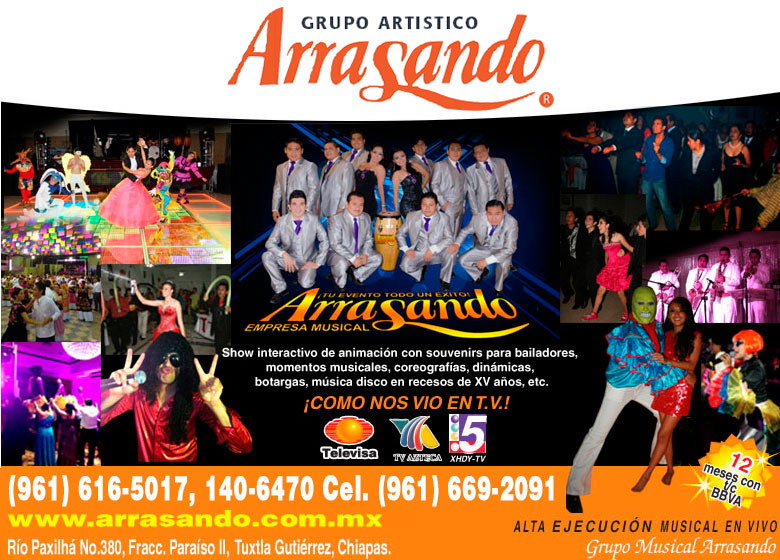 GRUPO ARTISTICO
Arrasando
®
¡TU EVENTO TODO UN ÉXITO!
Arrasando
EMPRESA MUSICAL
Show interactivo de animación con souvenirs para bailadores,
momentos musicales, coreografías, dinámicas,
botargas, música disco en recesos de XV años, etc.
¡COMO NOS VIO EN T.V.!
Televisa
TV AZTECA
5
XHDY-TV
12
meses con
t/c
BBVA
(961) 616-5017, 140-6470 Cel. (961) 669-2091
www.arrasando.com.mx
Río Paxilhá No.380, Fracc. Paraíso II, Tuxtla Gutiérrez, Chiapas.
ALTA EJECUCIÓN MUSICAL EN VIVO
Grupo Musical Arrasando